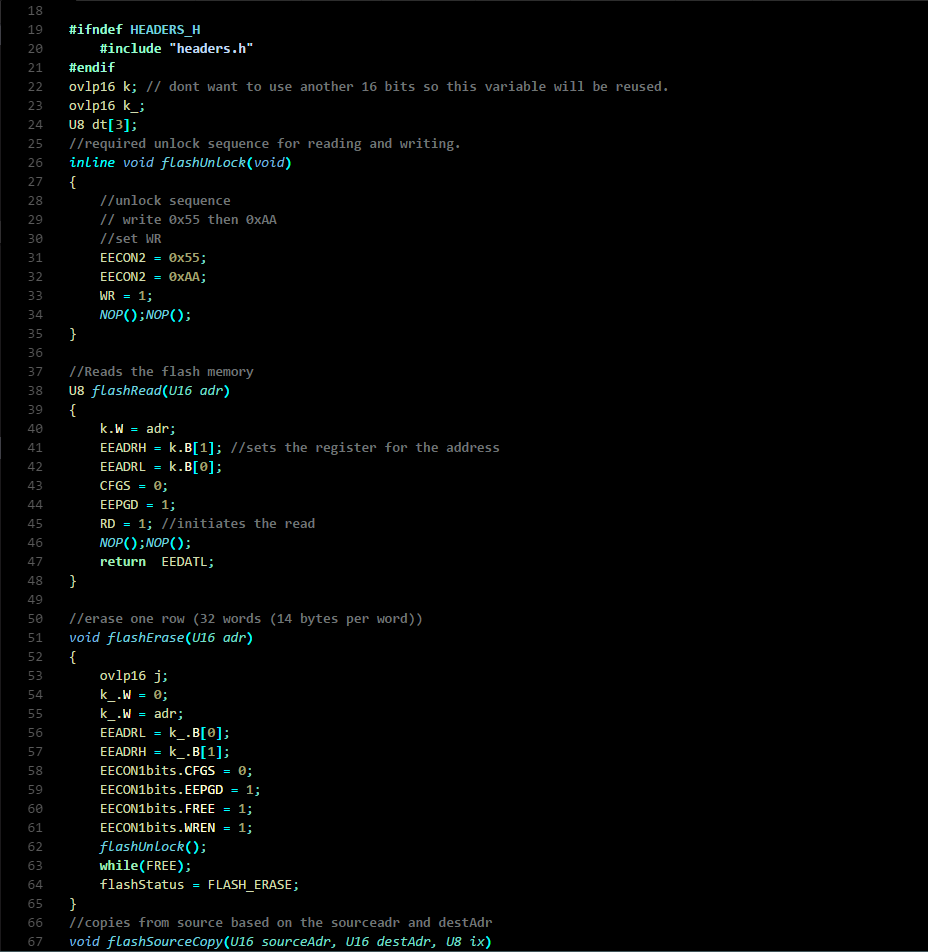 18
19 #ifndef HEADERS_H
20     #include "headers.h"
21 #endif
22 ovlp16 k; // dont want to use another 16 bits so this variable will be reused.
23 ovlp16 k_;
24 U8 dt[3];
25 //required unlock sequence for reading and writing.
26 inline void flashUnlock(void)
27 {
28     //unlock sequence
29     // write 0x55 then 0xAA
30     //set WR
31     EECON2 = 0x55;
32     EECON2 = 0xAA;
33     WR = 1;
34     NOP();NOP();
35 }
36
37 //Reads the flash memory
38 U8 flashRead(U16 adr)
39 {
40     k.W = adr;
41     EEADRH = k.B[1]; //sets the register for the address
42     EEADRL = k.B[0];
43     CFGS = 0;
44     EEPGD = 1;
45     RD = 1; //initiates the read
46     NOP();NOP();
47     return  EEDATL;
48 }
49
50 //erase one row (32 words (14 bytes per word))
51 void flashErase(U16 adr)
52 {
53     ovlp16 j;
54     k_.W = 0;
55     k_.W = adr;
56     EEADRL = k_.B[0];
57     EEADRH = k_.B[1];
58     EECON1bits.CFGS = 0;
59     EECON1bits.EEPGD = 1;
60     EECON1bits.FREE = 1;
61     EECON1bits.WREN = 1;
62     flashUnlock();
63     while(FREE);
64     flashStatus = FLASH_ERASE;
65 }
66 //copies from source based on the sourceadr and destAdr
67 void flashSourceCopy(U16 sourceAdr, U16 destAdr, U8 ix)